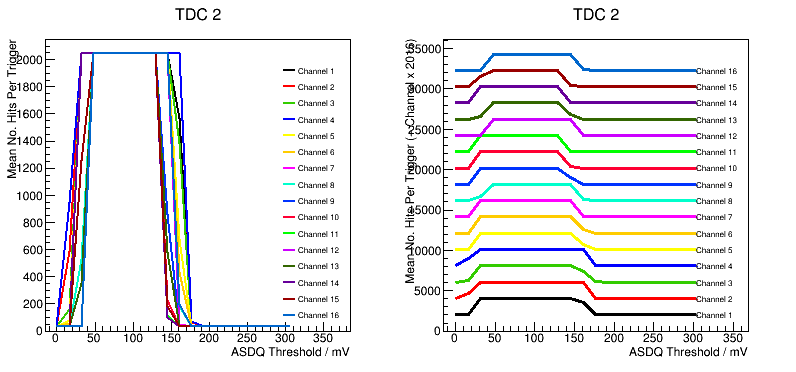 TDC 2
Mean No. Hits Per Trigger
2000
1800
1600
1400
1200
1000
800
600
400
200
0
0 50 100 150 200 250 300 350
ASDQ Threshold / mV
Channel 1
Channel 2
Channel 3
Channel 4
Channel 5
Channel 6
Channel 7
Channel 8
Channel 9
Channel 10
Channel 11
Channel 12
Channel 13
Channel 14
Channel 15
Channel 16
TDC 2
Mean No. Hits Per Trigger (+ Channel x 2016)
35000
30000
25000
20000
15000
10000
5000
0
0 50 100 150 200 250 300 350
ASDQ Threshold / mV
Channel 16
Channel 15
Channel 14
Channel 13
Channel 12
Channel 11
Channel 10
Channel 9
Channel 8
Channel 7
Channel 6
Channel 5
Channel 4
Channel 3
Channel 2
Channel 1